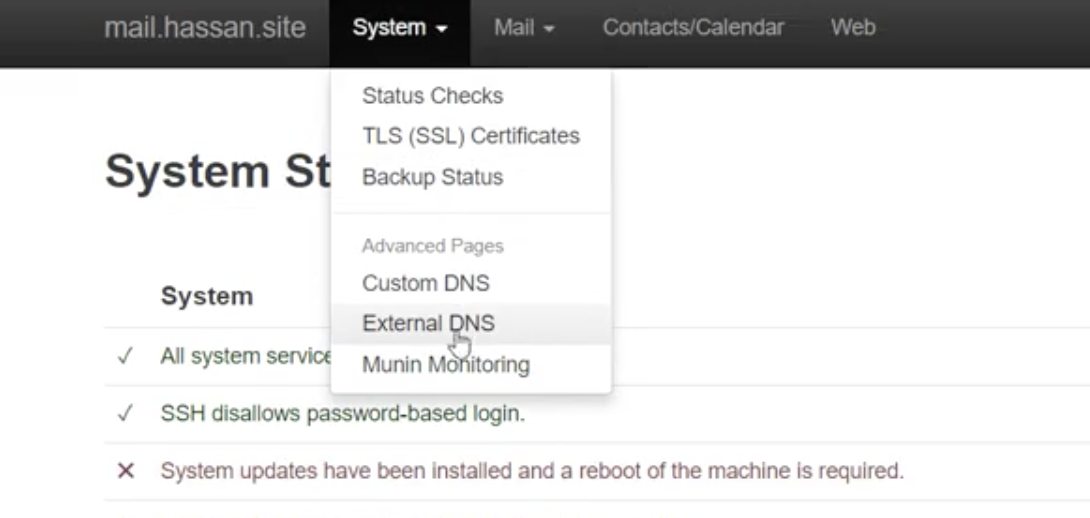 mail.hassan.site System Mail Contacts/Calendar Web
Status Checks
TLS (SSL) Certificates
Backup Status
System St
Advanced Pages
Custom DNS
External DNS
Munin Monitoring
System
All system service
SSH disallows password-based login.
System updates have been installed and a reboot of the machine is required.